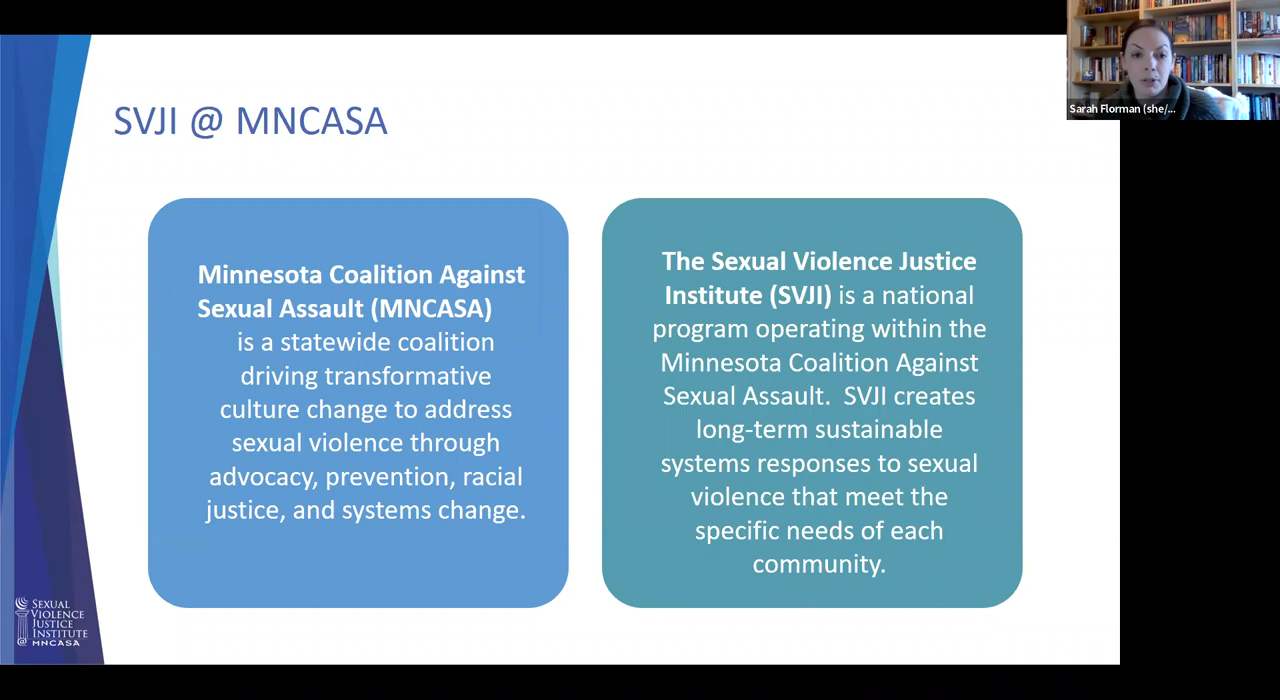 SVJI @ MNCASA
Minnesota Coalition Against
Sexual Assault (MNCASA)
is a statewide coalition
driving transformative
culture change to address
sexual violence through
advocacy, prevention, racial
justice, and systems change.
The Sexual Violence Justice
Institute (SVJI) is a national
program operating within the
Minnesota Coalition Against
Sexual Assault.  SVJI creates
long-term sustainable
systems responses to sexual
violence that meet the
specific needs of each
community.
Sarah Florman (she/...
SEXUAL
VIOLENCE
JUSTICE
INSTITUTE
@ MNCASA